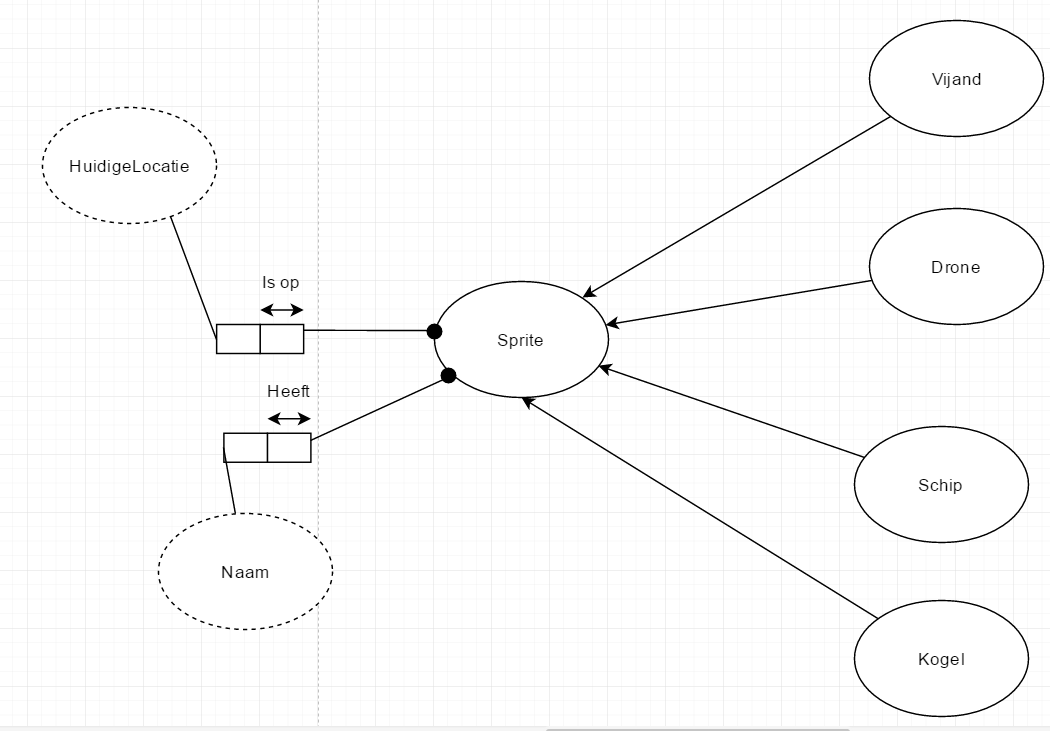 Vijand
HuidigeLocatie
Drone
Is op
Sprite
Heeft
Schip
Naam
Kogel